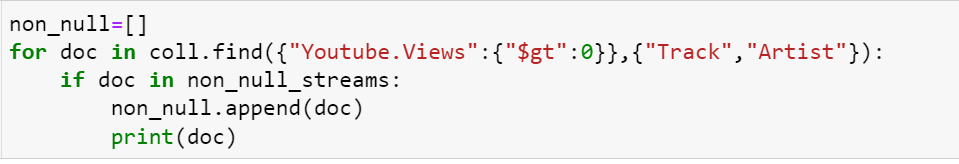 non_null=[]
for doc in coll.find({"Youtube.Views":{"$gt":0}},{"Track","Artist"}):
    if doc in non_null_streams:
        non_null.append(doc)
        print(doc)